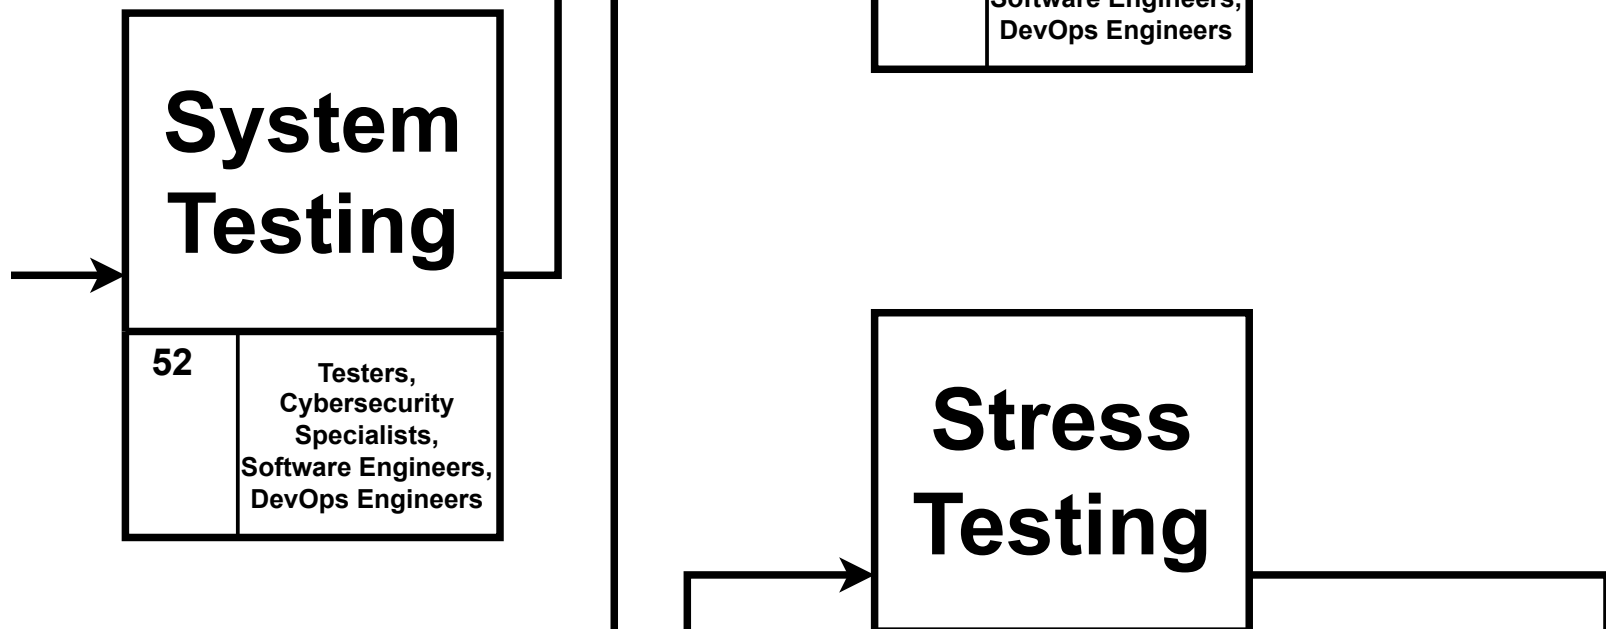 System
Testing
52
Testers,
Cybersecurity
Specialists,
Software Engineers,
DevOps Engineers
Software Engineers,
DevOps Engineers
Stress
Testing